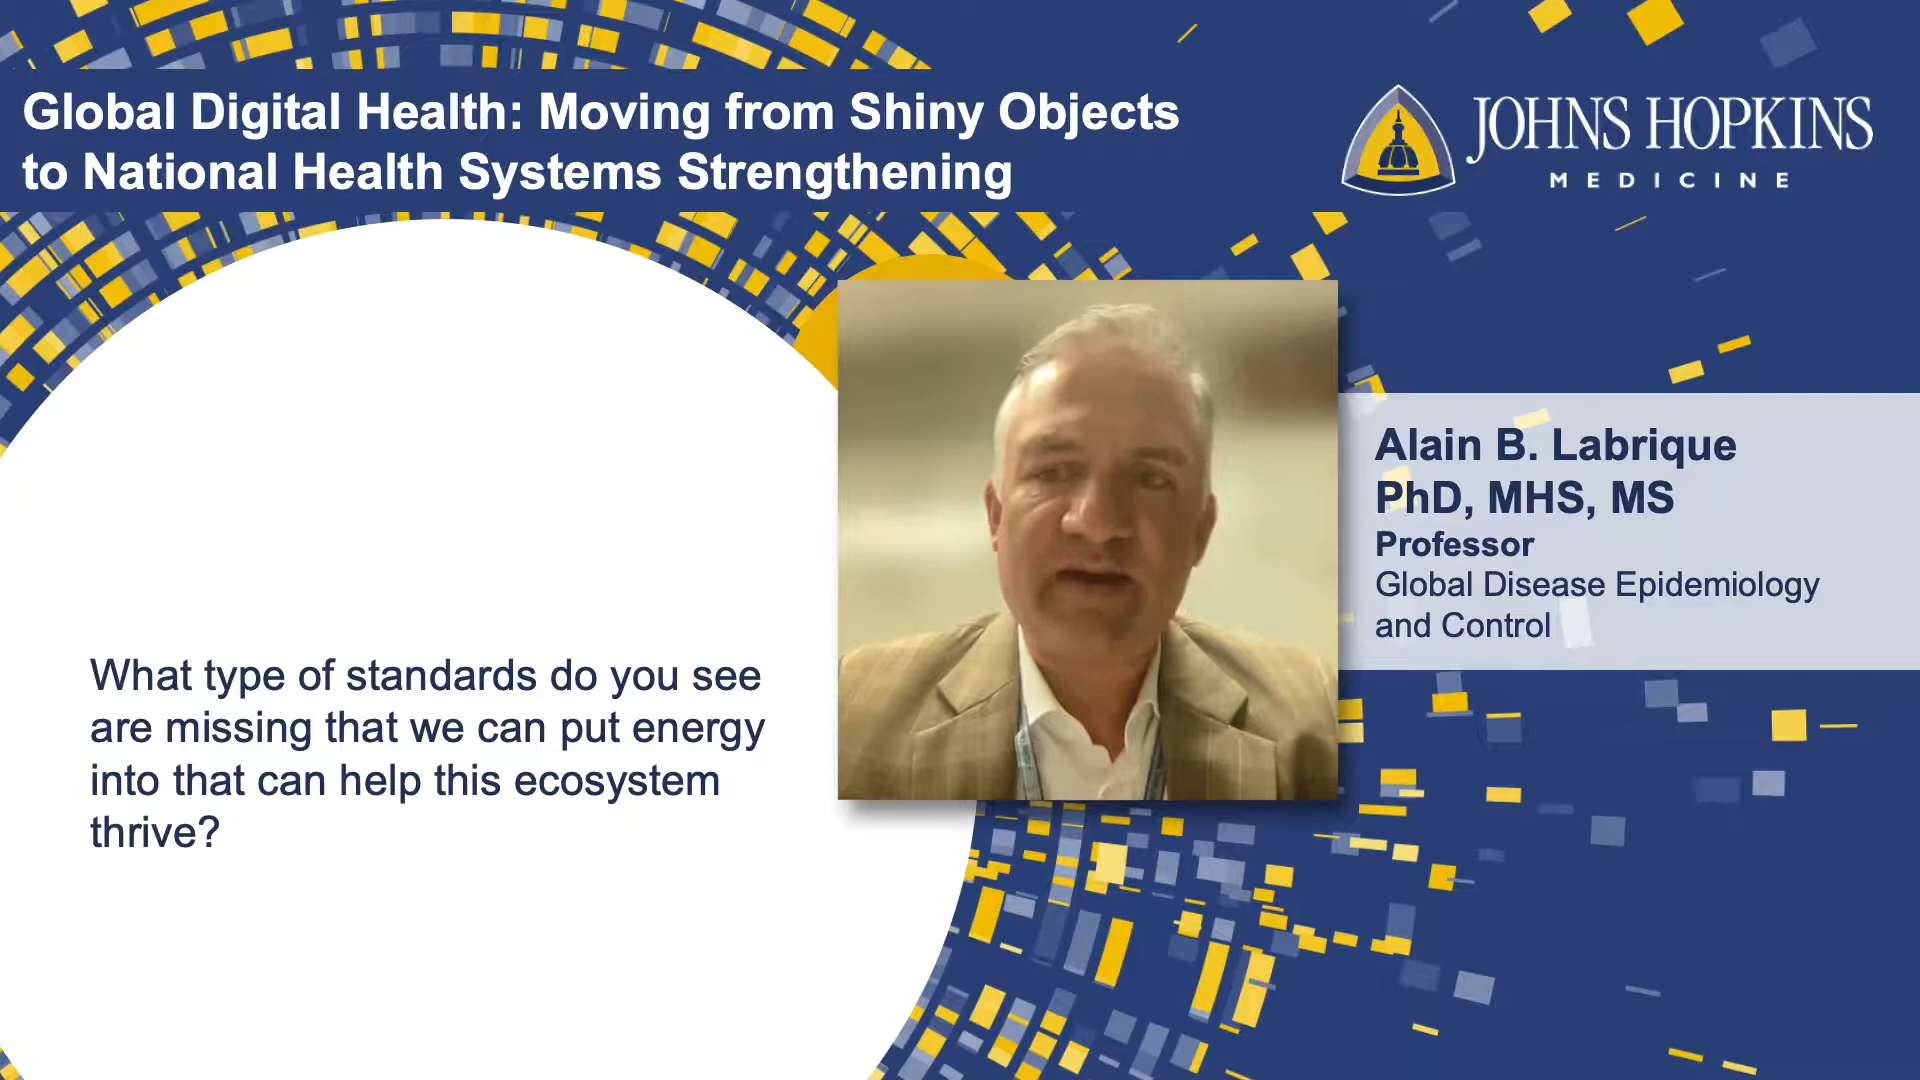 Global Digital Health: Moving from Shiny Objects
to National Health Systems Strengthening
JOHNS HOPKINS
MEDICINE
Alain B. Labrique
PhD, MHS, MS
Professor
Global Disease Epidemiology
and Control
What type of standards do you see
are missing that we can put energy
into that can help this ecosystem
thrive?